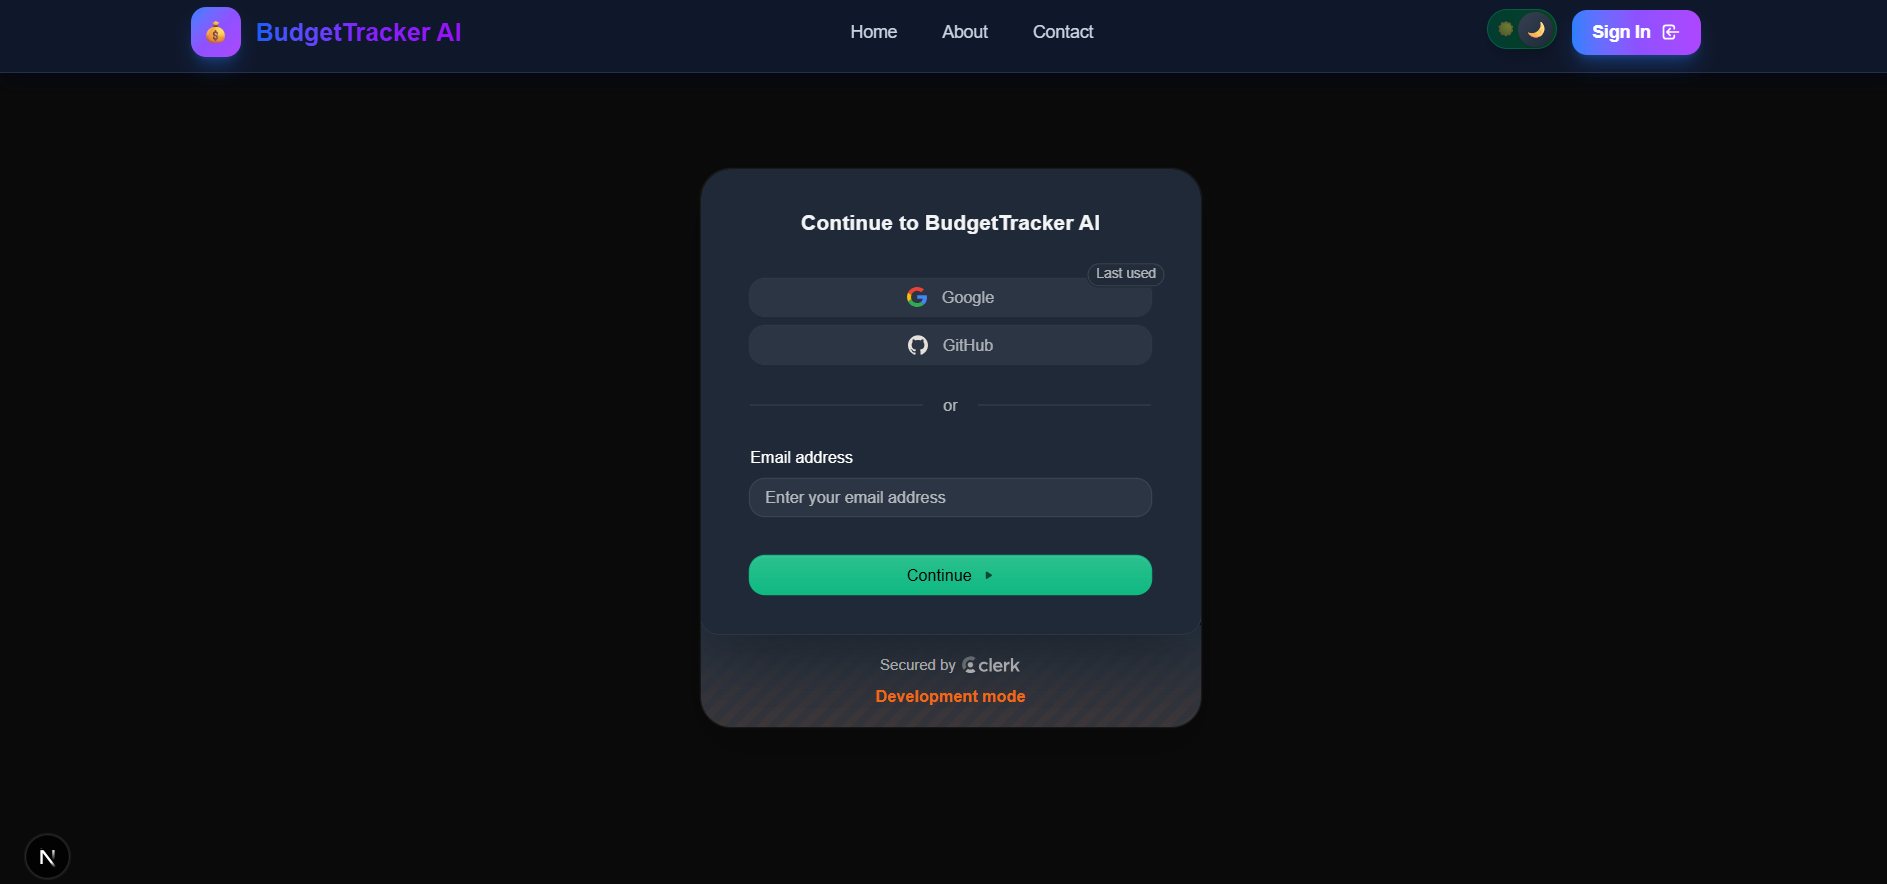 BudgetTracker AI
Home
About
Contact
Sign In
Continue to BudgetTracker AI
Last used
Google
GitHub
or
Email address
Enter your email address
Continue
Secured by clerk
Development mode
N